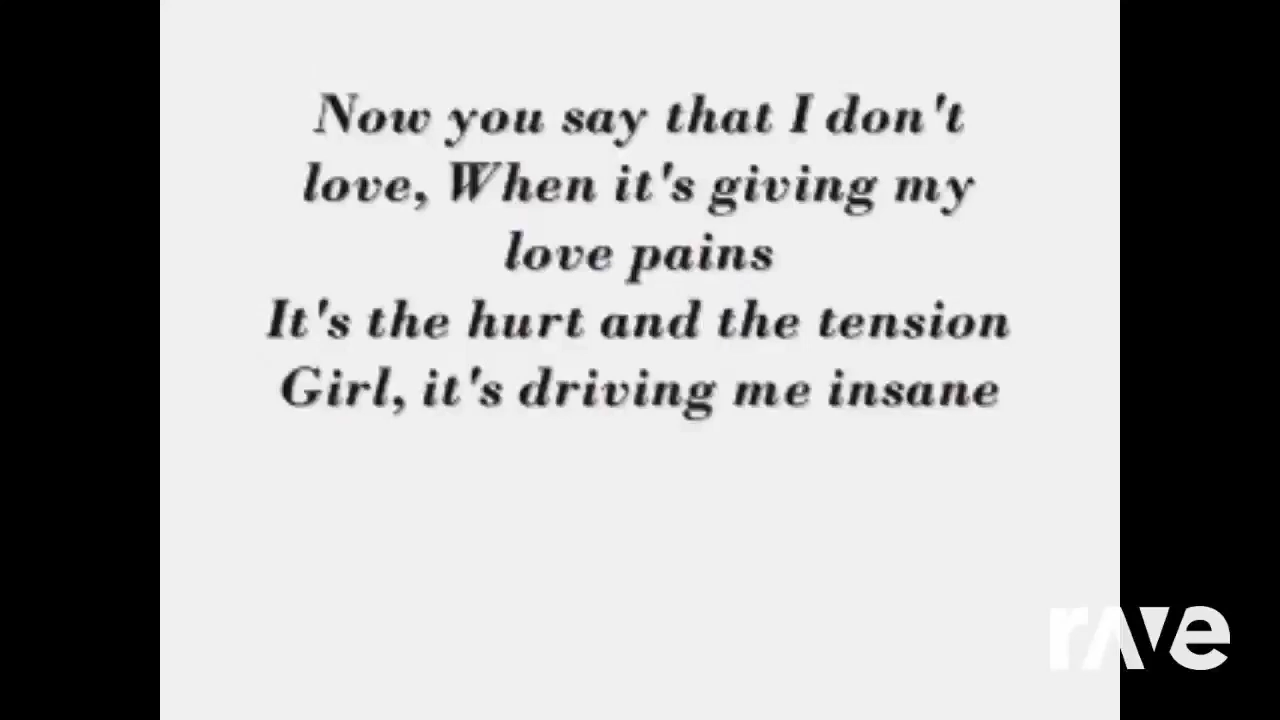 Now you say that I don't
love, When it's giving my
love pains
It's the hurt and the tension
Girl, it's driving me insane
rave